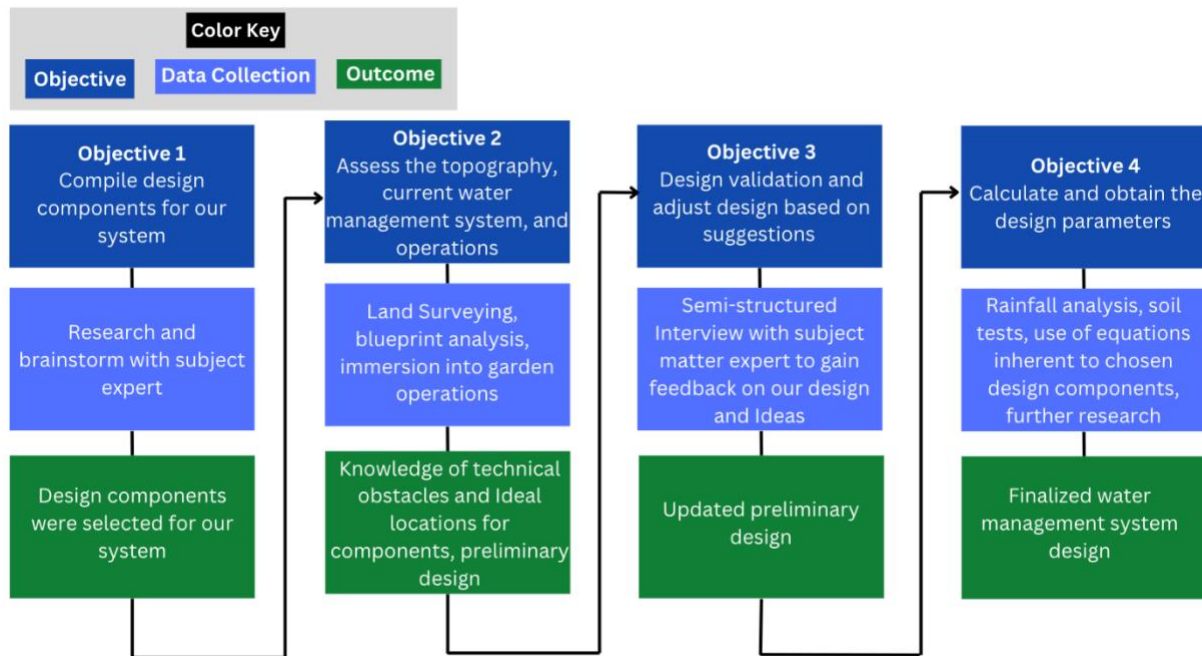 Color Key
Objective
Data Collection
Outcome
Objective 1
Compile design
components for our
system
Research and
brainstorm with subject
expert
Design components
were selected for our
system
Objective 2
Assess the topography,
current water
management system, and
operations
Land Surveying,
blueprint analysis,
immersion into garden
operations
Knowledge of technical
obstacles and Ideal
locations for
components, preliminary
design
Objective 3
Design validation and
adjust design based on
suggestions
Semi-structured
Interview with subject
matter expert to gain
feedback on our design
and Ideas
Updated preliminary
design
Objective 4
Calculate and obtain the
design parameters
Rainfall analysis, soil
tests, use of equations
inherent to chosen
design components,
further research
Finalized water
management system
design